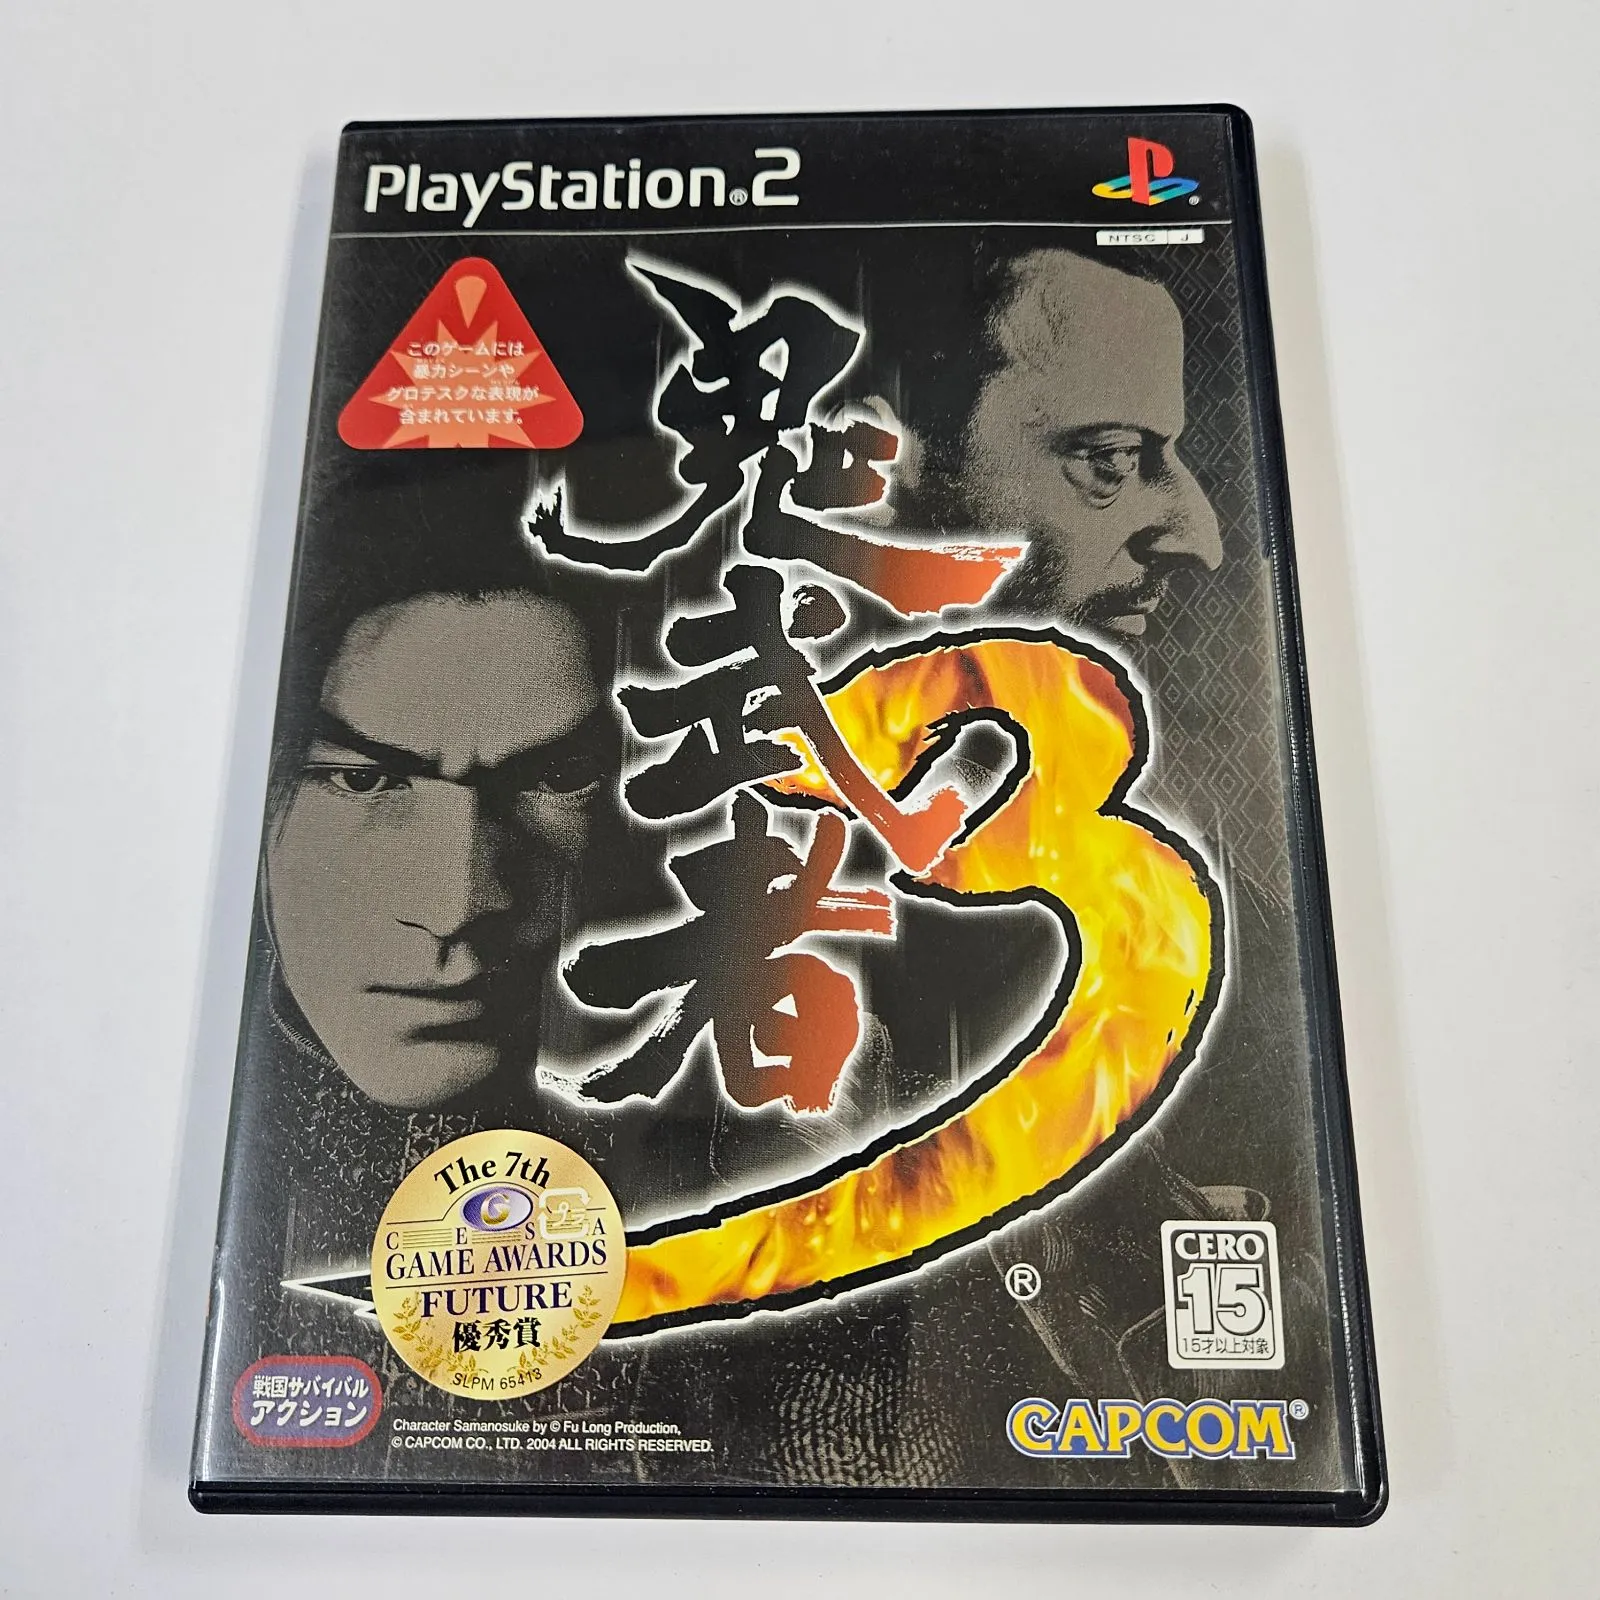 PlayStation®2
NTSC J
このゲームには
暴力シーンや
グロテスクな表現が
含まれています。
鬼武者3
®
The 7th
CESA
GAME AWARDS
FUTURE
優秀賞
SLPM 65413
戦国サバイバル
アクション
Character Samanosuke by © Fu Long Production,
© CAPCOM CO., LTD. 2004 ALL RIGHTS RESERVED.
CERO
15
15才以上対象
CAPCOM®